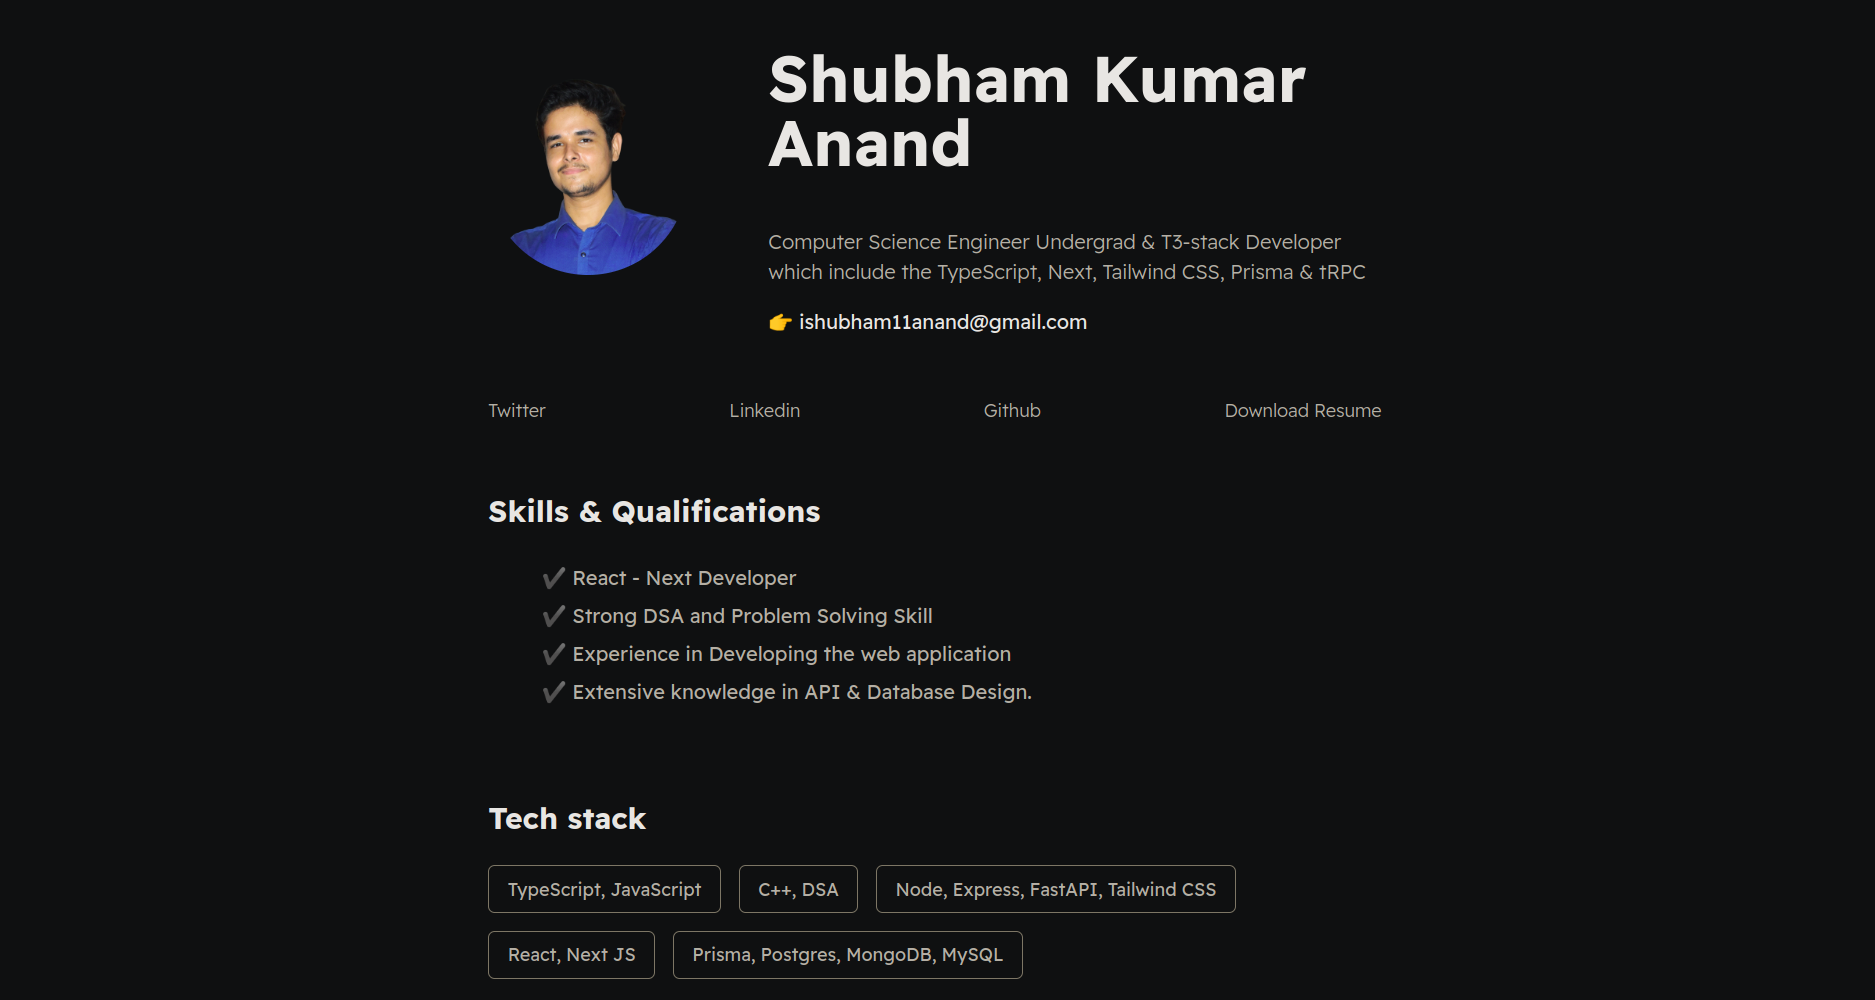 Shubham Kumar
Anand
Computer Science Engineer Undergrad & T3-stack Developer
which include the TypeScript, Next, Tailwind CSS, Prisma & tRPC
👉 ishubham11anand@gmail.com
Twitter Linkedin Github Download Resume
Skills & Qualifications
✔ React - Next Developer
✔ Strong DSA and Problem Solving Skill
✔ Experience in Developing the web application
✔ Extensive knowledge in API & Database Design.
Tech stack
TypeScript, JavaScript C++, DSA Node, Express, FastAPI, Tailwind CSS
React, Next JS Prisma, Postgres, MongoDB, MySQL